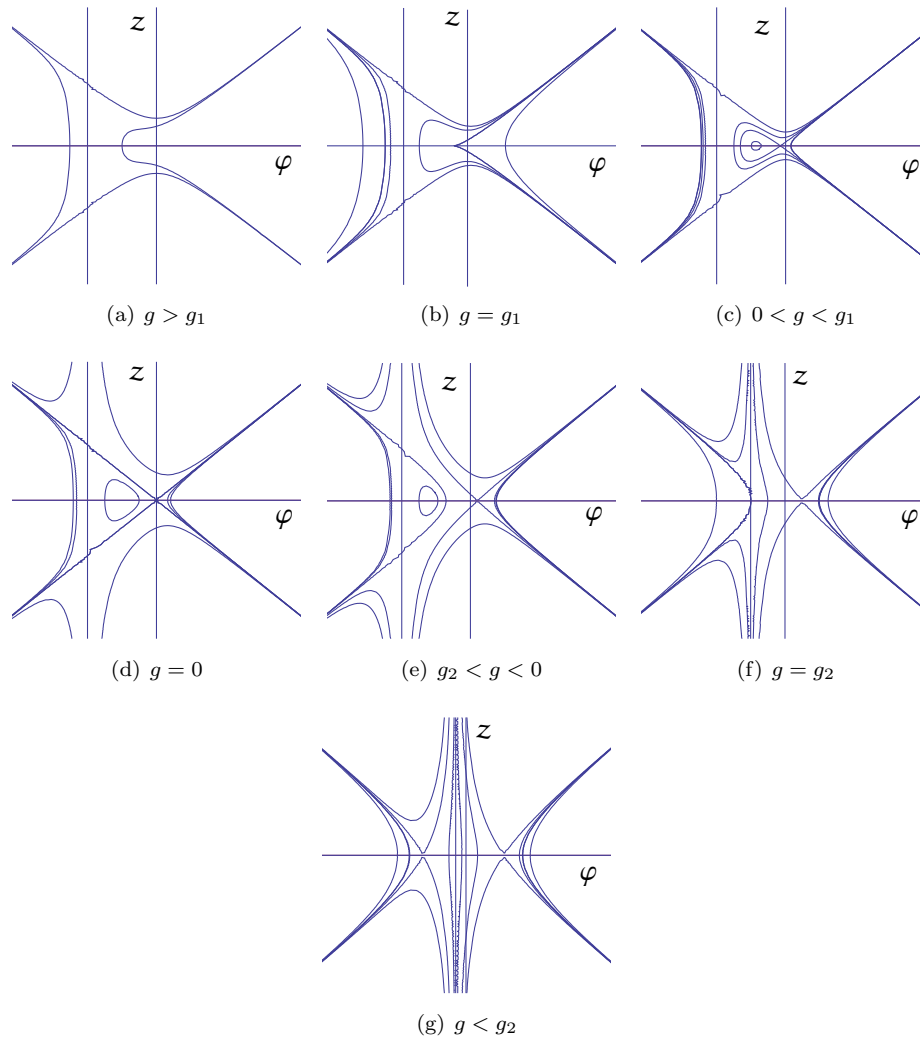 z
z
z
φ
φ
φ
(a) g > g₁
(b) g = g₁
(c) 0 < g < g₁
z
z
z
φ
φ
φ
(d) g = 0
(e) g₂ < g < 0
(f) g = g₂
z
φ
(g) g < g₂